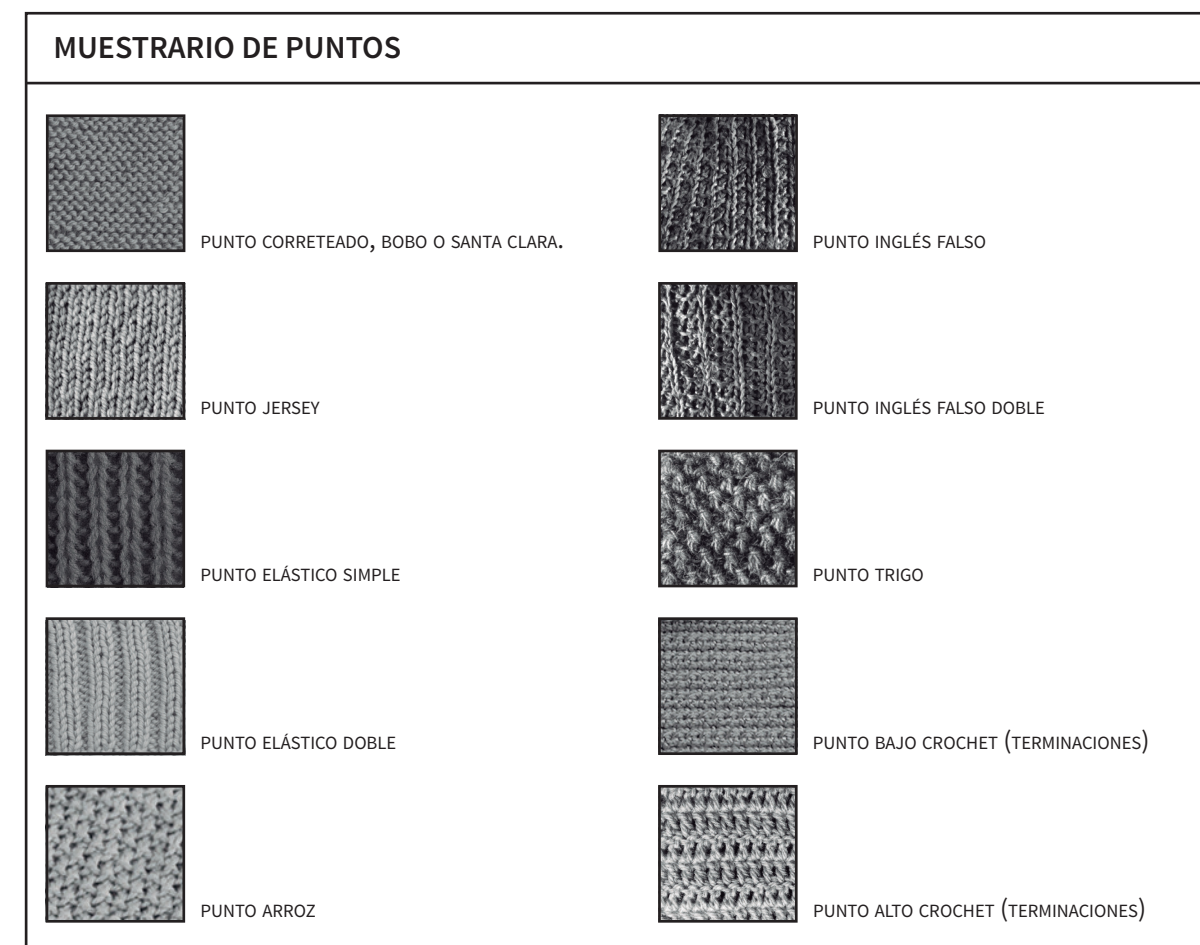 MUESTRARIO DE PUNTOS
PUNTO CORRETEADO, BOBO O SANTA CLARA.
PUNTO JERSEY
PUNTO ELÁSTICO SIMPLE
PUNTO ELÁSTICO DOBLE
PUNTO ARROZ
PUNTO INGLÉS FALSO
PUNTO INGLÉS FALSO DOBLE
PUNTO TRIGO
PUNTO BAJO CROCHET (TERMINACIONES)
PUNTO ALTO CROCHET (TERMINACIONES)